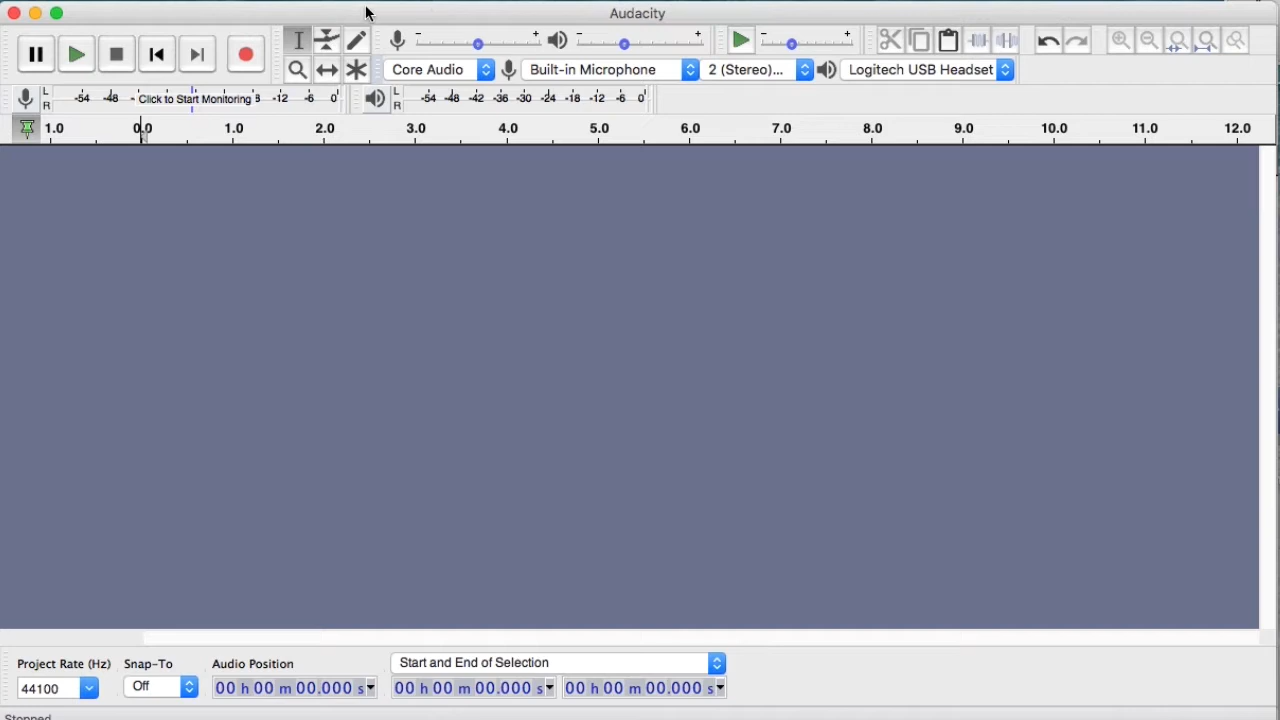 Audacity
- + - + - +
Core Audio Built-in Microphone 2 (Stereo)... Logitech USB Headset
L R -54 -48 - Click to Start Monitoring 8 -12 -6 0 L R -54 -48 -42 -36 -30 -24 -18 -12 -6 0
1.0 0.0 1.0 2.0 3.0 4.0 5.0 6.0 7.0 8.0 9.0 10.0 11.0 12.0
Project Rate (Hz) Snap-To Audio Position Start and End of Selection
44100 Off 00 h 00 m 00.000 s 00 h 00 m 00.000 s 00 h 00 m 00.000 s
Stopped